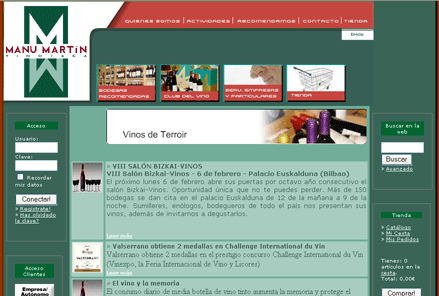 QUIENES SOMOS | ACTIVIDADES | RECOMENDAMOS | CONTACTO | TIENDA
Inicio
MANU MARTIN
VINOTECA
BODEGAS
RECOMENDADAS
CLUB DEL VINO
SERV. EMPRESAS
Y PARTICULARES
TIENDA
Vinos de Terroir
Acceso
Usuario:
Clave:
Recordar
mis datos
Conectar!
» Registrate!
» Has olvidado
la clave?
Acceso
Clientes
Empresa/
Autónomo
» VIII SALÓN BIZKAI-VINOS
VIII Salón Bizkai-Vinos - 6 de febrero - Palacio Euskalduna (Bilbao)
El próximo lunes 6 de febrero abre sus puertas por octavo año consecutivo el
salón Bizkai-Vinos. Oportunidad única que no te puedes perder. Más de 150
bodegas se dan cita en el palacio Euskalduna de 12 de la mañana a 9 de la
noche. Sumilleres, enólogos, bodegueros de todo el país nos presentan sus
vinos, además de invitarnos a degustarlos.
Leer más
» Valserrano obtiene 2 medallas en Challenge International du Vin
Valserrano obtiene 2 medallas en el prestigio concurso Challenge International du Vin
(Vinexpo, la Feria Internacional de Vino y Licores)
Leer más
» El vino y la memoria
El consumo diario de media botella de vino tinto aumenta la memoria y protege el
Buscar en la
web
Buscar
» Avanzado
Tienda
» Catálogo
» Mi Cesta
» Mis Pedidos
Tienes: 0
artículos en la
cesta.
Total: 0,00€
Comprar!